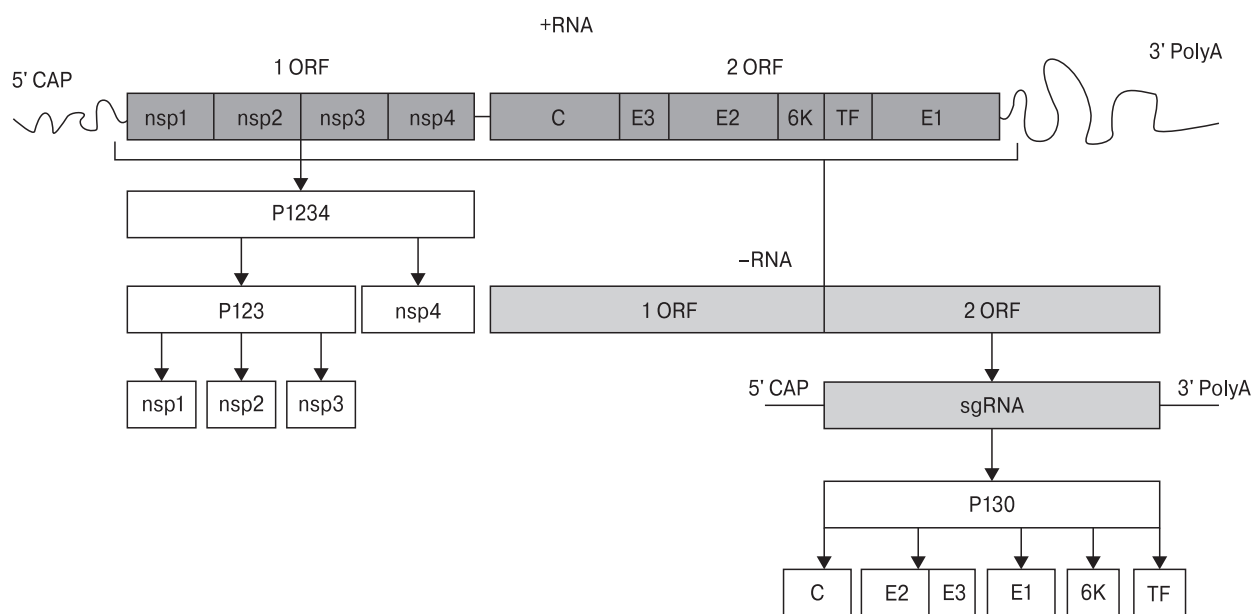 +RNA
5' CAP
1 ORF
2 ORF
3' PolyA
nsp1 nsp2 nsp3 nsp4 C E3 E2 6K TF E1
P1234
–RNA
P123 nsp4 1 ORF 2 ORF
nsp1 nsp2 nsp3
5' CAP sgRNA 3' PolyA
P130
C E2 E3 E1 6K TF